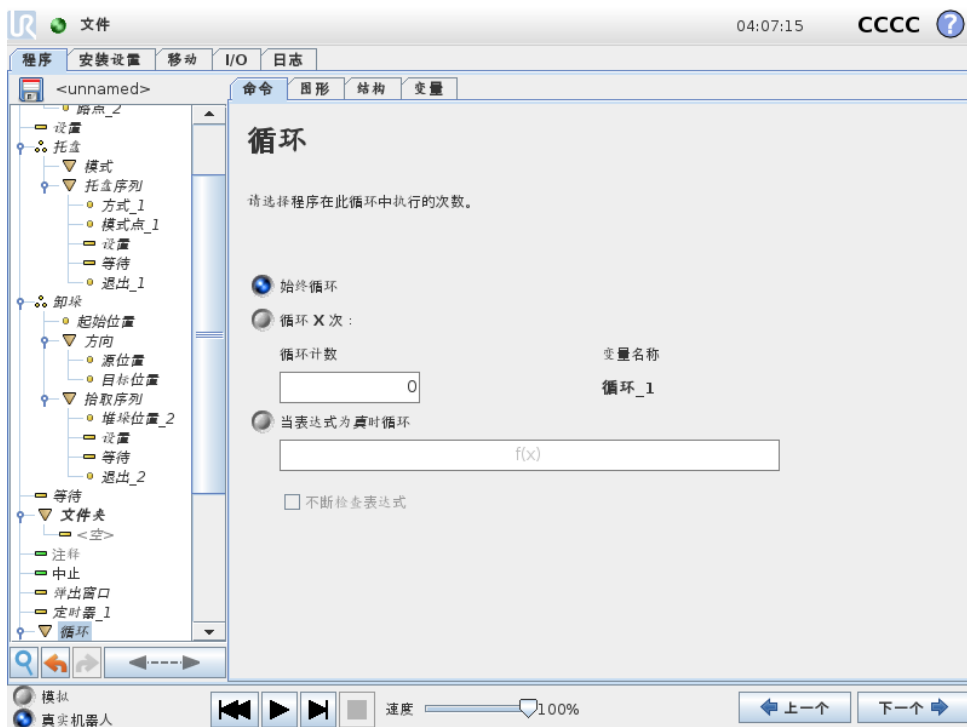 UR 文件 04:07:15 CCCC ?
程序 安装设置 移动 I/O 日志
<unnamed>
命令 图形 结构 变量
路点_2
设置
托盘
模式
托盘序列
方式_1
模式点_1
设置
等待
退出_1
卸垛
起始位置
方向
源位置
目标位置
拾取序列
堆垛位置_2
设置
等待
退出_2
等待
文件夹
<空>
注释
中止
弹出窗口
定时器_1
循环
循环
请选择程序在此循环中执行的次数。
始终循环
循环 X 次：
循环计数 变量名称
0 循环_1
当表达式为真时循环
f(x)
不断检查表达式
模拟
真实机器人
速度 100%
上一个 下一个